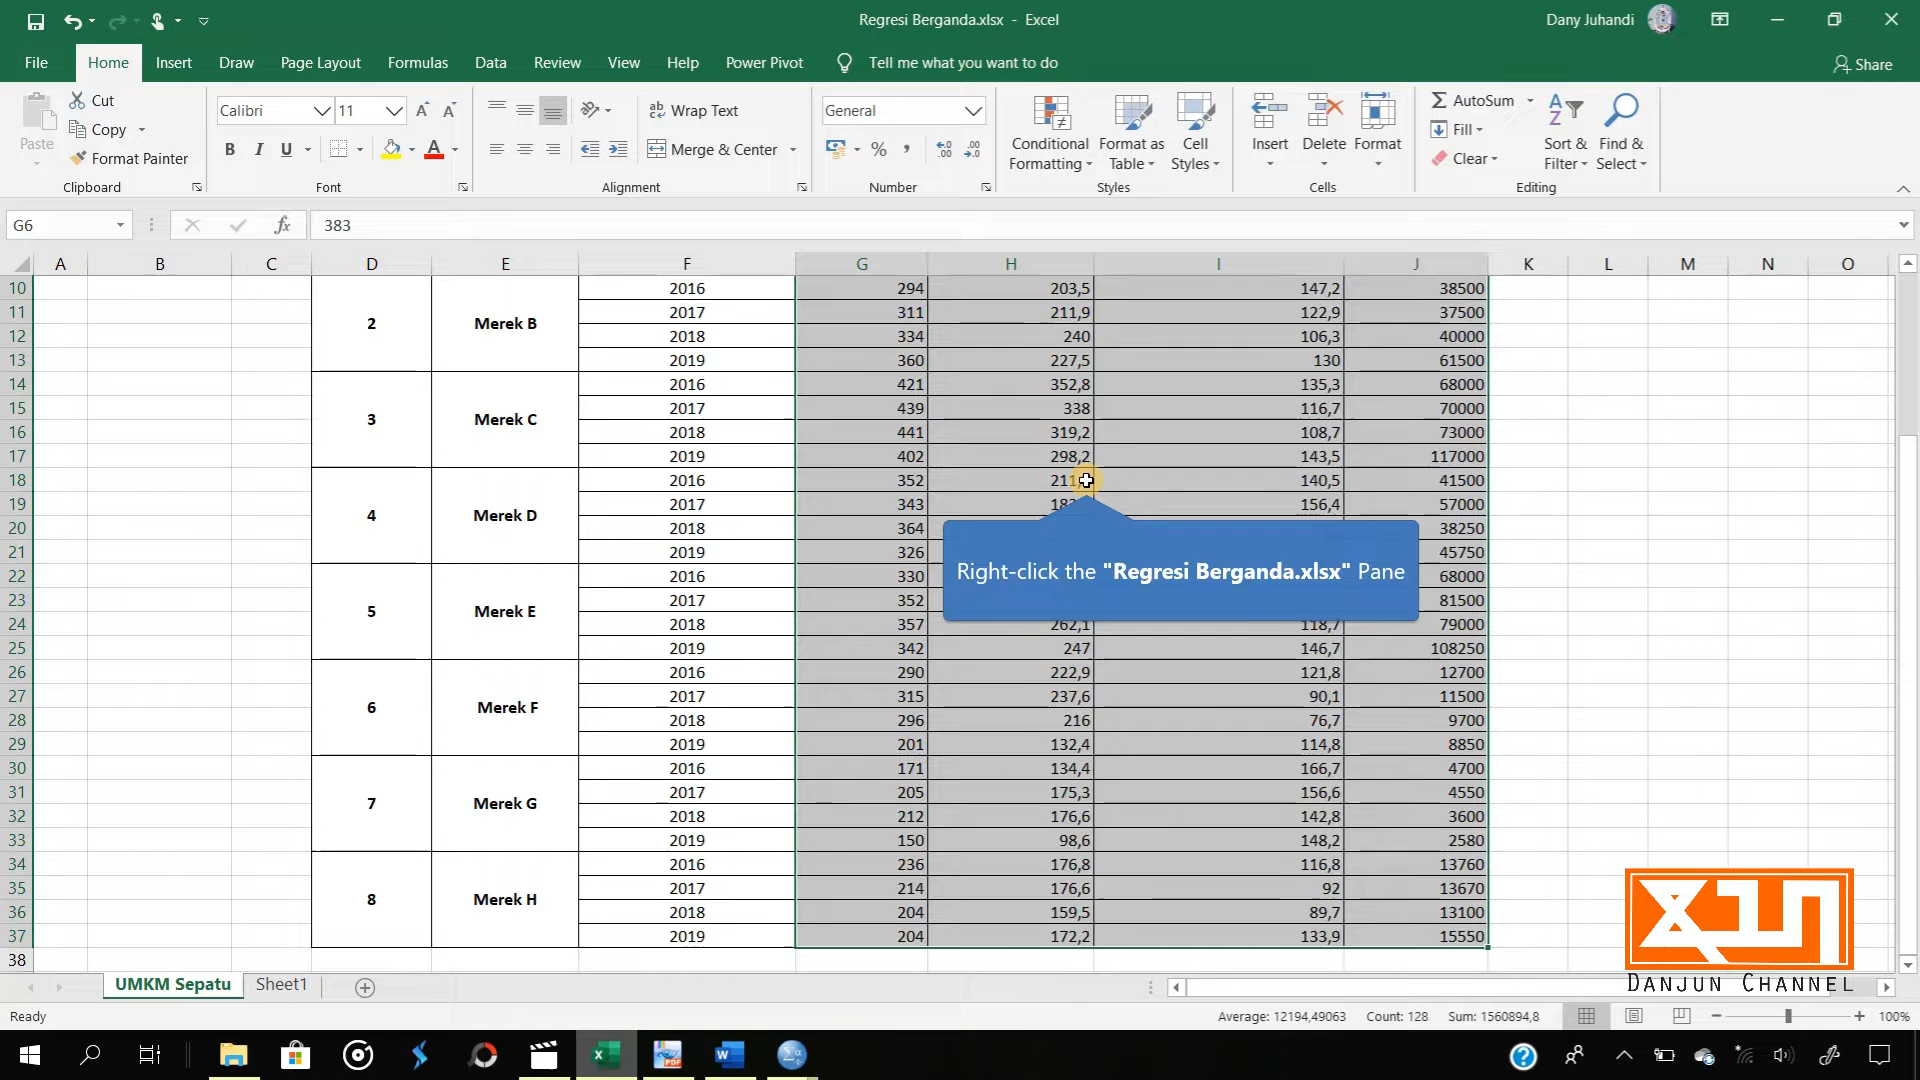 Regresi Berganda.xlsx - Excel
Dany Juhandi
File Home Insert Draw Page Layout Formulas Data Review View Help Power Pivot Tell me what you want to do Share
Paste
Cut
Copy
Format Painter
Clipboard
Calibri 11 A A
B I U A
Font
ab Wrap Text
Merge & Center
Alignment
General
% , 
Number
Conditional Formatting
Format as Table
Cell Styles
Styles
Insert
Delete
Format
Cells
AutoSum
Fill
Clear
Sort & Filter
Find & Select
Editing
G6 fx 383
A B C D E F G H I J K L M N O
10 2016 294 203,5 147,2 38500
11 2017 311 211,9 122,9 37500
2 Merek B
12 2018 334 240 106,3 40000
13 2019 360 227,5 130 61500
14 2016 421 352,8 135,3 68000
15 2017 439 338 116,7 70000
3 Merek C
16 2018 441 319,2 108,7 73000
17 2019 402 298,2 143,5 117000
18 2016 352 140,5 41500
19 2017 343 156,4 57000
4 Merek D
20 2018 364 38250
21 2019 326 45750
22 2016 330 68000
23 2017 352 81500
5 Merek E
24 2018 357 262,1 118,7 79000
25 2019 342 247 146,7 108250
26 2016 290 222,9 121,8 12700
27 2017 315 237,6 90,1 11500
6 Merek F
28 2018 296 216 76,7 9700
29 2019 201 132,4 114,8 8850
30 2016 171 134,4 166,7 4700
31 2017 205 175,3 156,6 4550
7 Merek G
32 2018 212 176,6 142,8 3600
33 2019 150 98,6 148,2 2580
34 2016 236 176,8 116,8 13760
35 2017 214 176,6 92 13670
8 Merek H
36 2018 204 159,5 89,7 13100
37 2019 204 172,2 133,9 15550
38
Right-click the "Regresi Berganda.xlsx" Pane
DANJUN CHANNEL
UMKM Sepatu Sheet1
Ready Average: 12194,49063 Count: 128 Sum: 1560894,8 100%